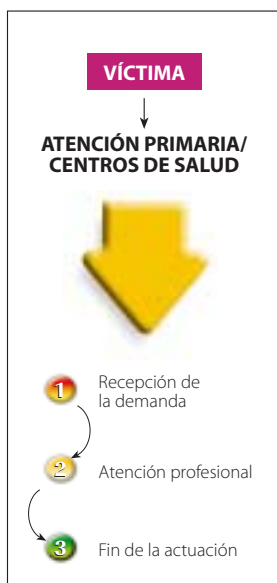 VÍCTIMA
ATENCIÓN PRIMARIA/
CENTROS DE SALUD
1 Recepción de
la demanda
2 Atención profesional
3 Fin de la actuación